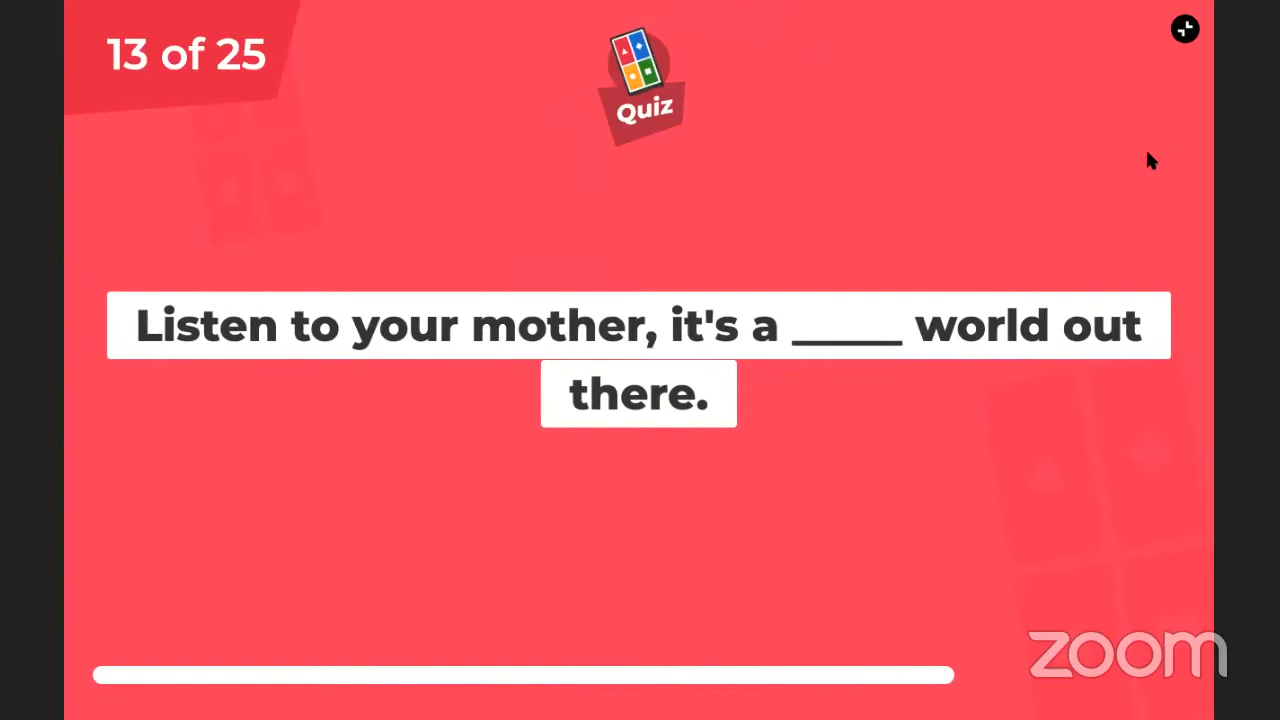 13 of 25
Quiz
Listen to your mother, it's a _____ world out
there.
zoom